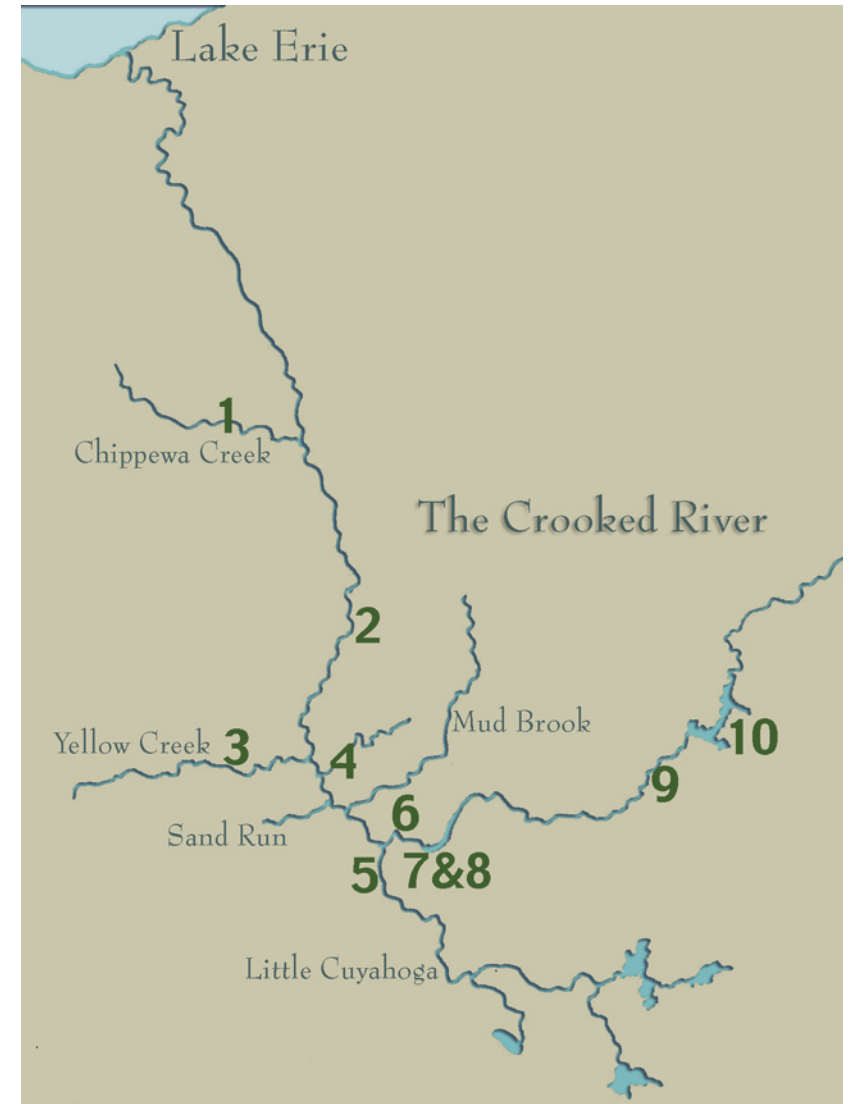 Lake Erie
1
Chippewa Creek
The Crooked River
2
Mud Brook
Yellow Creek 3
4
10
9
6
Sand Run
5 7&8
Little Cuyahoga